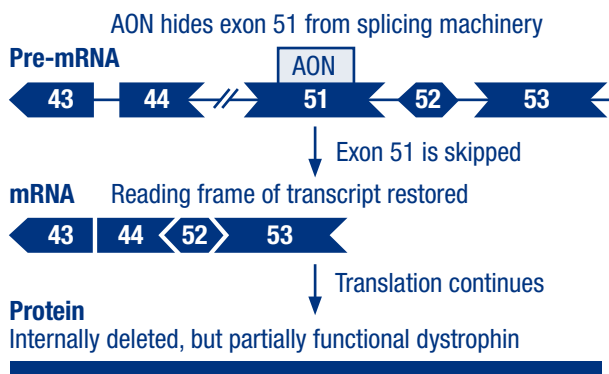 AON hides exon 51 from splicing machinery
Pre-mRNA
AON
43 44 51 52 53
Exon 51 is skipped
mRNA Reading frame of transcript restored
43 44 52 53
Translation continues
Protein
Internally deleted, but partially functional dystrophin